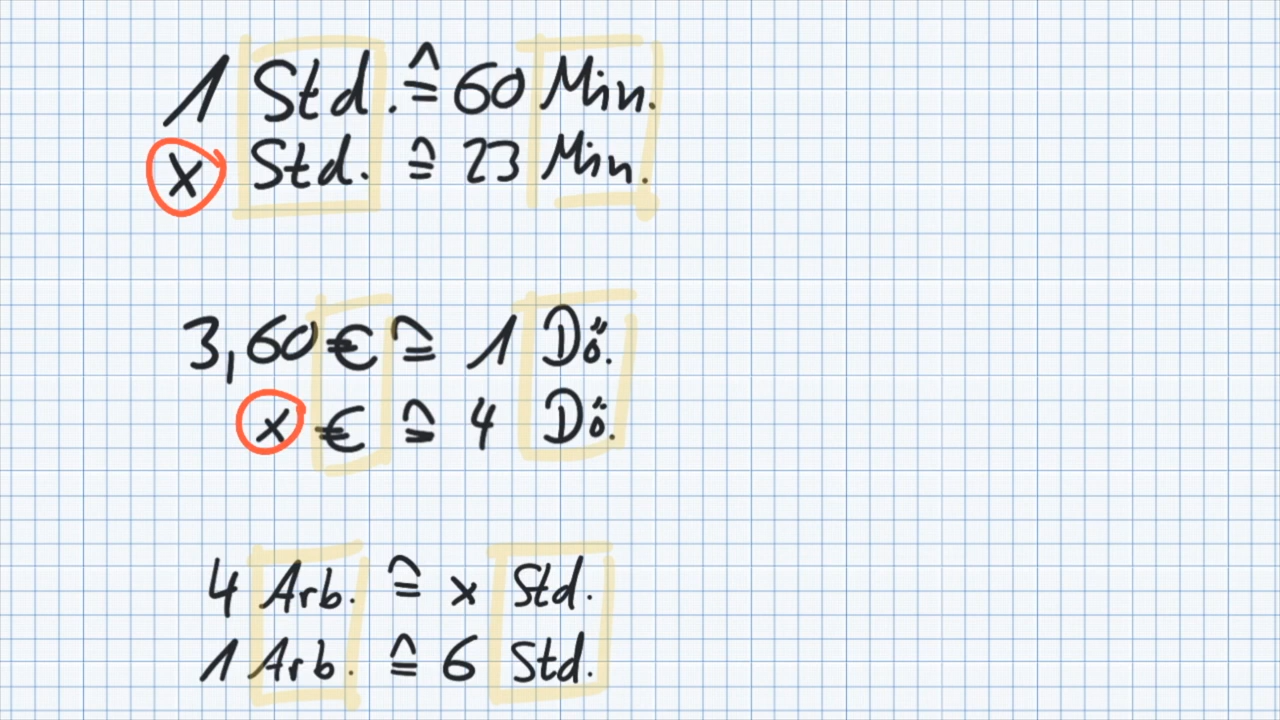 1 Std. ≙ 60 Min.
x Std. ≙ 23 Min.
3,60 € ≙ 1 Dö.
x € ≙ 4 Dö.
4 Arb. ≙ x Std.
1 Arb. ≙ 6 Std.